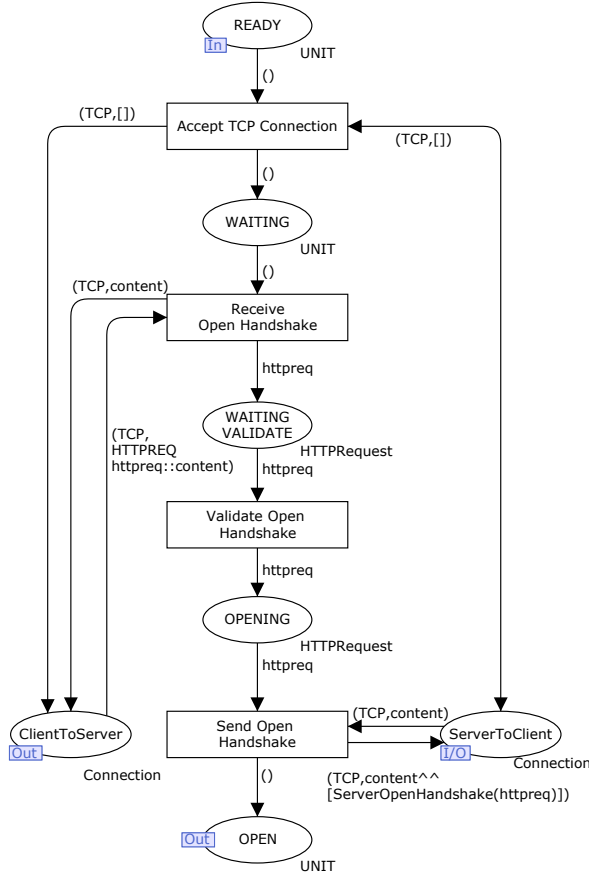 READY
In
UNIT
()
(TCP,[])
Accept TCP Connection
(TCP,[])
()
WAITING
UNIT
()
(TCP,content)
Receive
Open Handshake
httpreq
WAITING
VALIDATE
(TCP,
HTTPREQ
httpreq::content)
HTTPRequest
httpreq
Validate Open
Handshake
httpreq
OPENING
HTTPRequest
httpreq
ClientToServer
Out
Connection
Send Open
Handshake
(TCP,content)
ServerToClient
I/O
Connection
()
(TCP,content^^
[ServerOpenHandshake(httpreq)])
Out
OPEN
UNIT